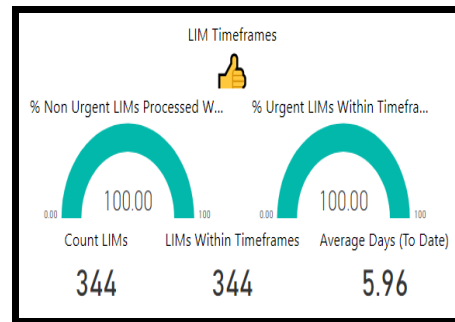 LIM Timeframes
% Non Urgent LIMs Processed W...
% Urgent LIMs Within Timefra...
100.00
0.00
100
100.00
0.00
100
Count LIMs
LIMs Within Timeframes
Average Days (To Date)
344
344
5.96